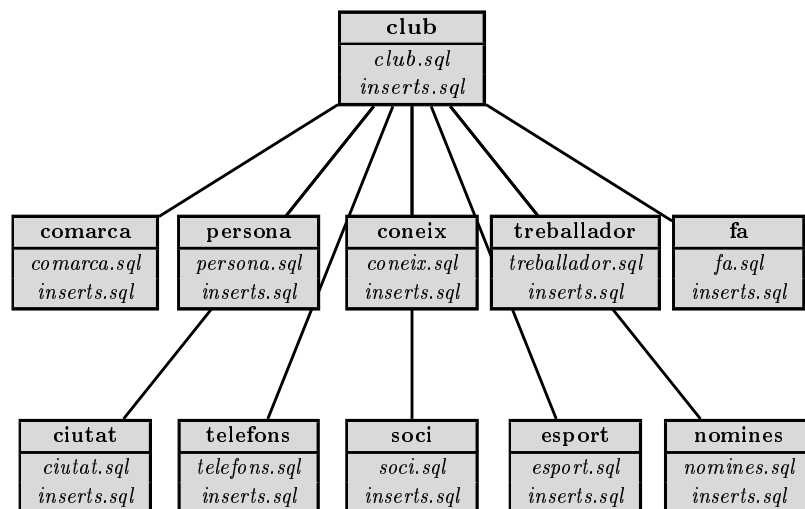 club
club.sql
inserts.sql
comarca
comarca.sql
inserts.sql
persona
persona.sql
inserts.sql
coneix
coneix.sql
inserts.sql
treballador
treballador.sql
inserts.sql
fa
fa.sql
inserts.sql
ciutat
ciutat.sql
inserts.sql
telefons
telefons.sql
inserts.sql
soci
soci.sql
inserts.sql
esport
esport.sql
inserts.sql
nomines
nomines.sql
inserts.sql